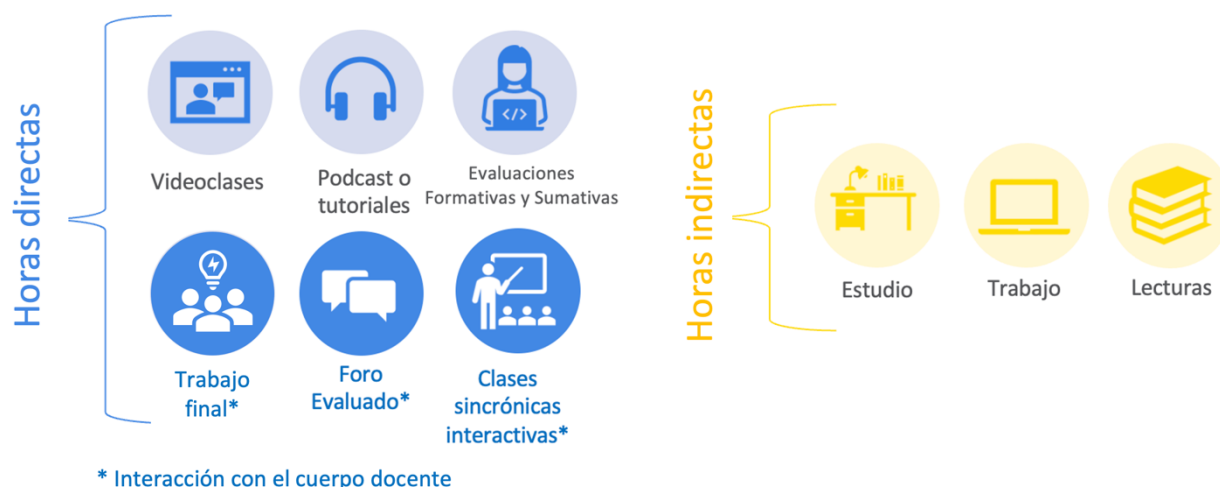 Horas directas
Videoclases
Podcast o
tutoriales
Evaluaciones
Formativas y Sumativas
Trabajo
final*
Foro
Evaluado*
Clases
sincrónicas
interactivas*
* Interacción con el cuerpo docente
Horas indirectas
Estudio
Trabajo
Lecturas